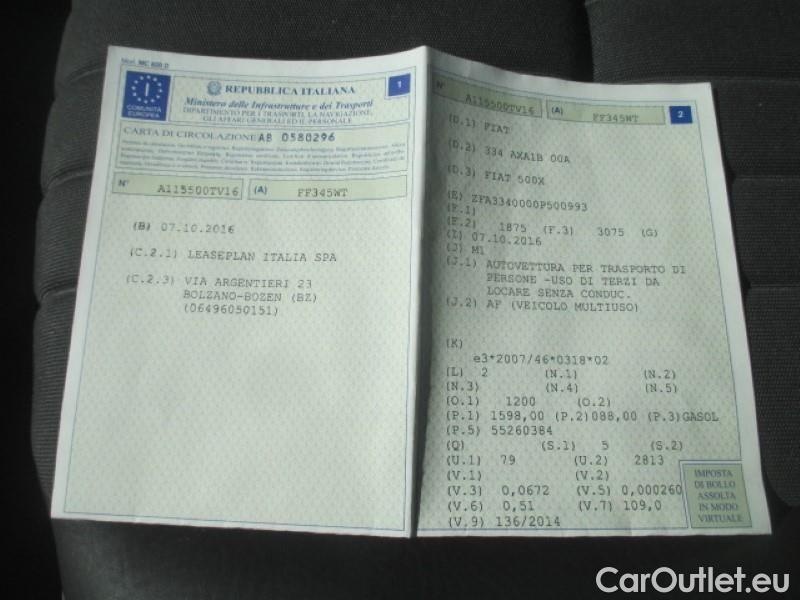 Mod. MC 820 D
I
COMUNITÀ
EUROPEA
REPUBBLICA ITALIANA
1
Ministero delle Infrastrutture e dei Trasporti
DIPARTIMENTO PER I TRASPORTI, LA NAVIGAZIONE,
GLI AFFARI GENERALI ED IL PERSONALE
CARTA DI CIRCOLAZIONE AB 0580296
N° A115500TV16 (A) FF345WT
(B) 07.10.2016
(C.2.1) LEASEPLAN ITALIA SPA
(C.2.3) VIA ARGENTIERI 23
BOLZANO-BOZEN (BZ)
(06496050151)
N° A115500TV16 (A) FF345WT 2
(D.1) FIAT
(D.2) 334 AXA1B 00A
(D.3) FIAT 500X
(E) ZFA3340000P500993
(F.1)
(F.2) 1875 (F.3) 3075 (G)
(I) 07.10.2016
(J) M1
(J.1) AUTOVETTURA PER TRASPORTO DI
PERSONE -USO DI TERZI DA
LOCARE SENZA CONDUC.
(J.2) AF (VEICOLO MULTIUSO)
(K)
e3*2007/46*0318*02
(L) 2 (N.1) (N.2)
(N.3) (N.4) (N.5)
(O.1) 1200 (O.2)
(P.1) 1598,00 (P.2)088,00 (P.3)GASOL
(P.5) 55260384
(Q) (S.1) 5 (S.2)
(U.1) 79 (U.2) 2813
(V.1) (V.2)
(V.3) 0,0672 (V.5) 0,000260
(V.6) 0,51 (V.7) 109,0
(V.9) 136/2014
IMPOSTA
DI BOLLO
ASSOLTA
IN MODO
VIRTUALE
CarOutlet.eu